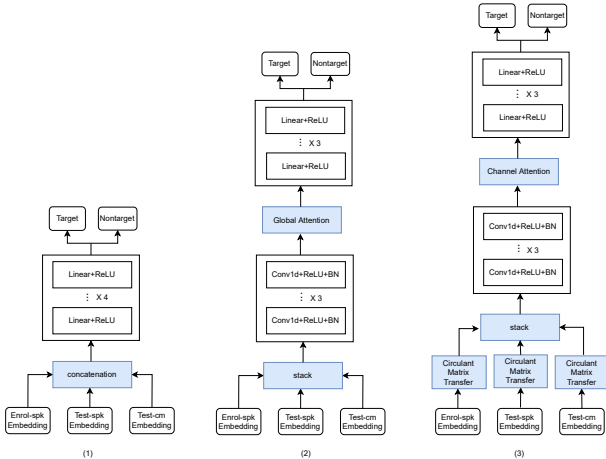 Target
Nontarget
Linear+ReLU
⋮ X 4
Linear+ReLU
concatenation
Enrol-spk
Embedding
Test-spk
Embedding
Test-cm
Embedding
(1)
Target
Nontarget
Linear+ReLU
⋮ X 3
Linear+ReLU
Global Attention
Conv1d+ReLU+BN
⋮ X 3
Conv1d+ReLU+BN
stack
Enrol-spk
Embedding
Test-spk
Embedding
Test-cm
Embedding
(2)
Target
Nontarget
Linear+ReLU
⋮ X 3
Linear+ReLU
Channel Attention
Conv1d+ReLU+BN
⋮ X 3
Conv1d+ReLU+BN
stack
Circulant
Matrix
Transfer
Circulant
Matrix
Transfer
Circulant
Matrix
Transfer
Enrol-spk
Embedding
Test-spk
Embedding
Test-cm
Embedding
(3)